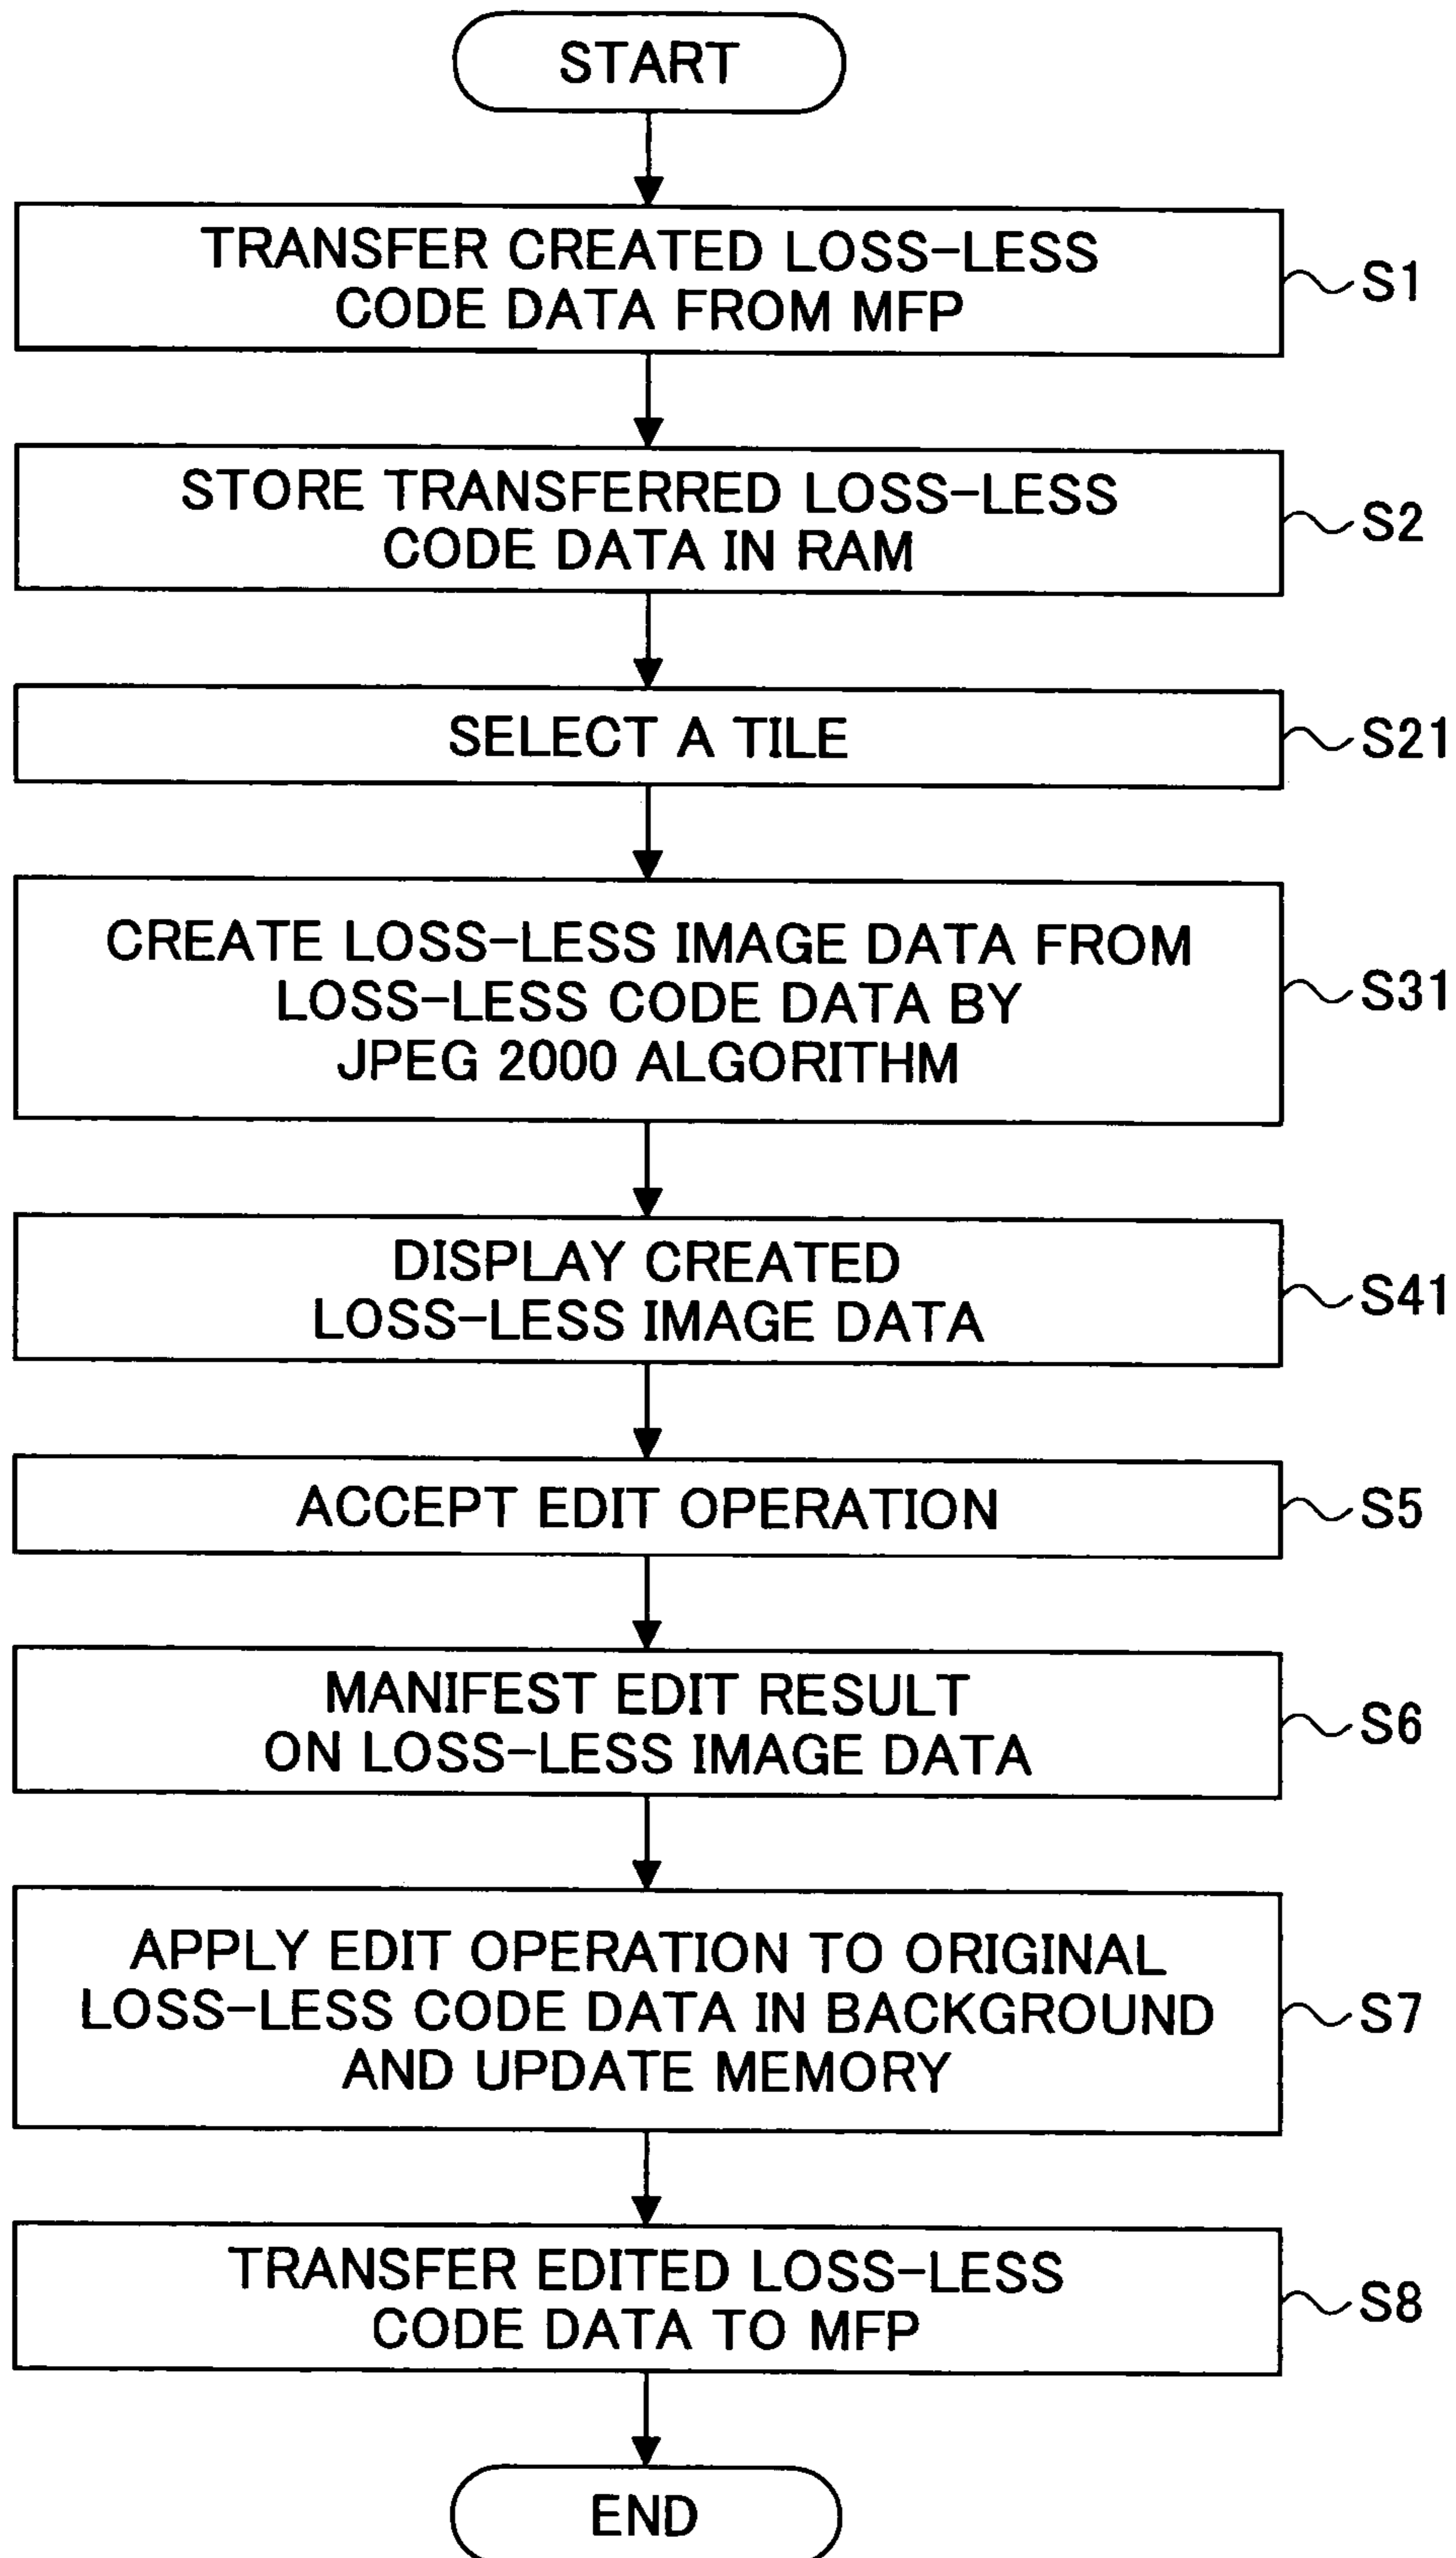 START
TRANSFER CREATED LOSS-LESS
CODE DATA FROM MFP
S1
STORE TRANSFERRED LOSS-LESS
CODE DATA IN RAM
S2
SELECT A TILE
S21
CREATE LOSS-LESS IMAGE DATA FROM
LOSS-LESS CODE DATA BY
JPEG 2000 ALGORITHM
S31
DISPLAY CREATED
LOSS-LESS IMAGE DATA
S41
ACCEPT EDIT OPERATION
S5
MANIFEST EDIT RESULT
ON LOSS-LESS IMAGE DATA
S6
APPLY EDIT OPERATION TO ORIGINAL
LOSS-LESS CODE DATA IN BACKGROUND
AND UPDATE MEMORY
S7
TRANSFER EDITED LOSS-LESS
CODE DATA TO MFP
S8
END